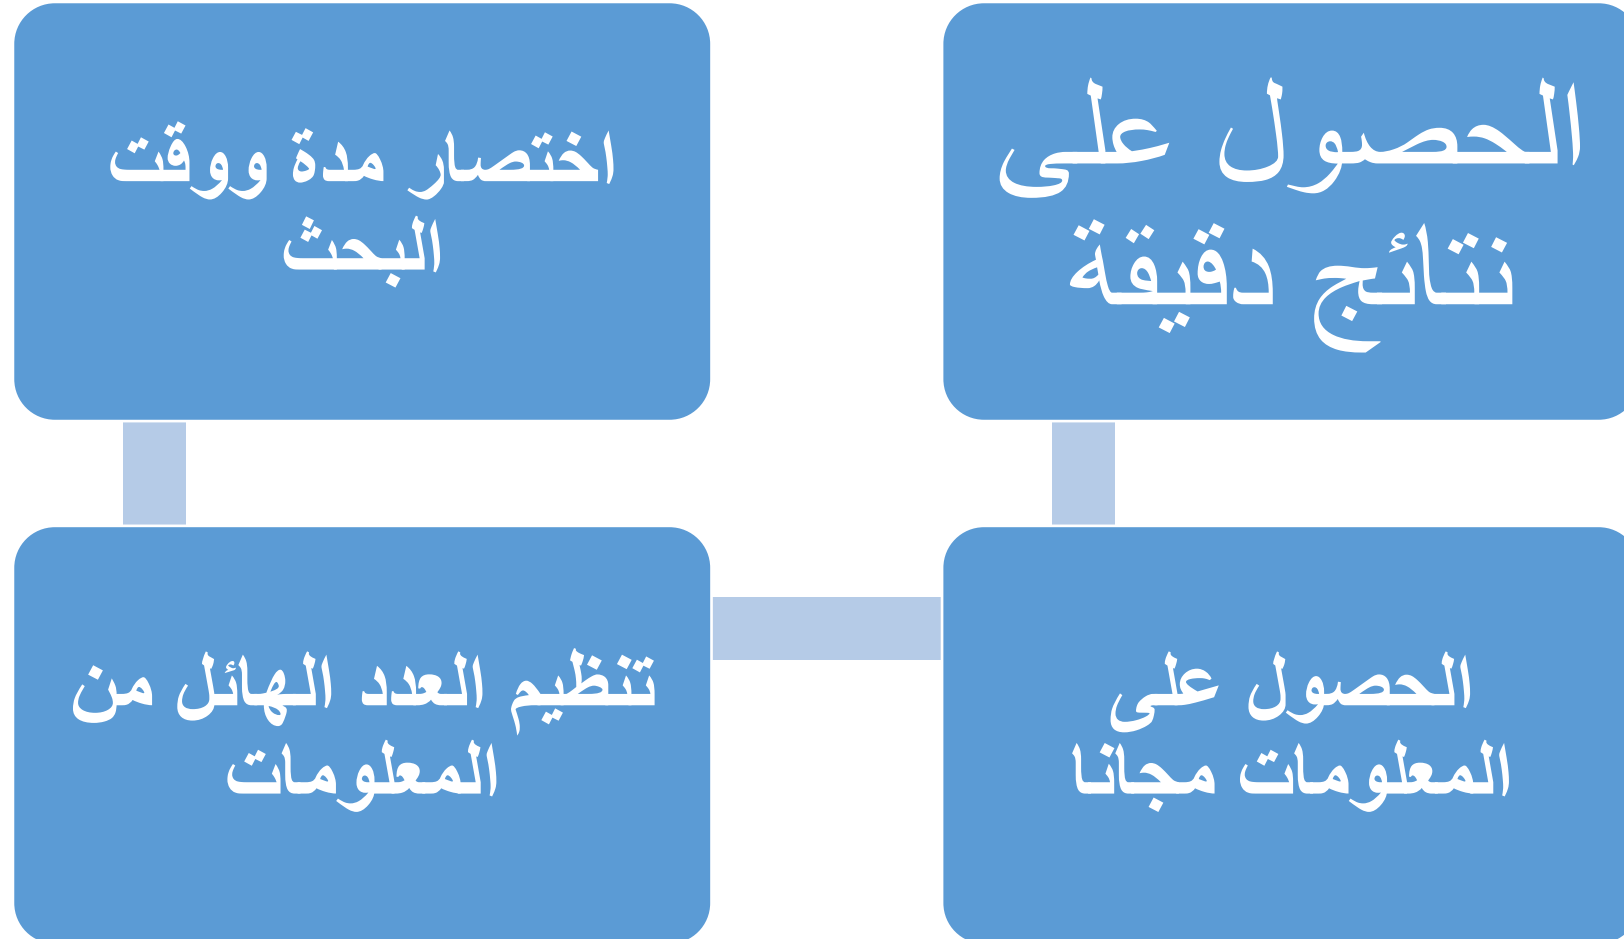 الحصول على
نتائج دقيقة
اختصار مدة ووقت
البحث
الحصول على
المعلومات مجانا
تنظيم العدد الهائل من
المعلومات